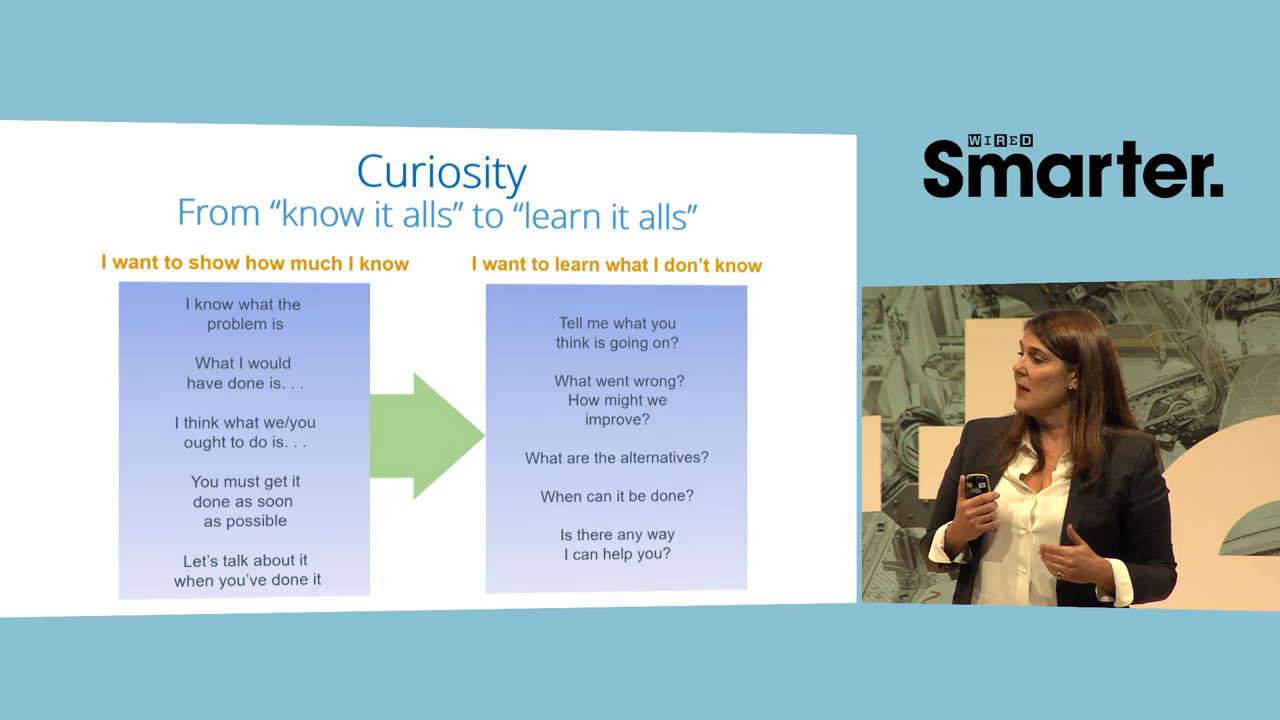 Curiosity
From “know it alls” to “learn it alls”
I want to show how much I know
I know what the
problem is
What I would
have done is. . .
I think what we/you
ought to do is. . .
You must get it
done as soon
as possible
Let’s talk about it
when you’ve done it
I want to learn what I don’t know
Tell me what you
think is going on?
What went wrong?
How might we
improve?
What are the alternatives?
When can it be done?
Is there any way
I can help you?
WIRED
Smarter.